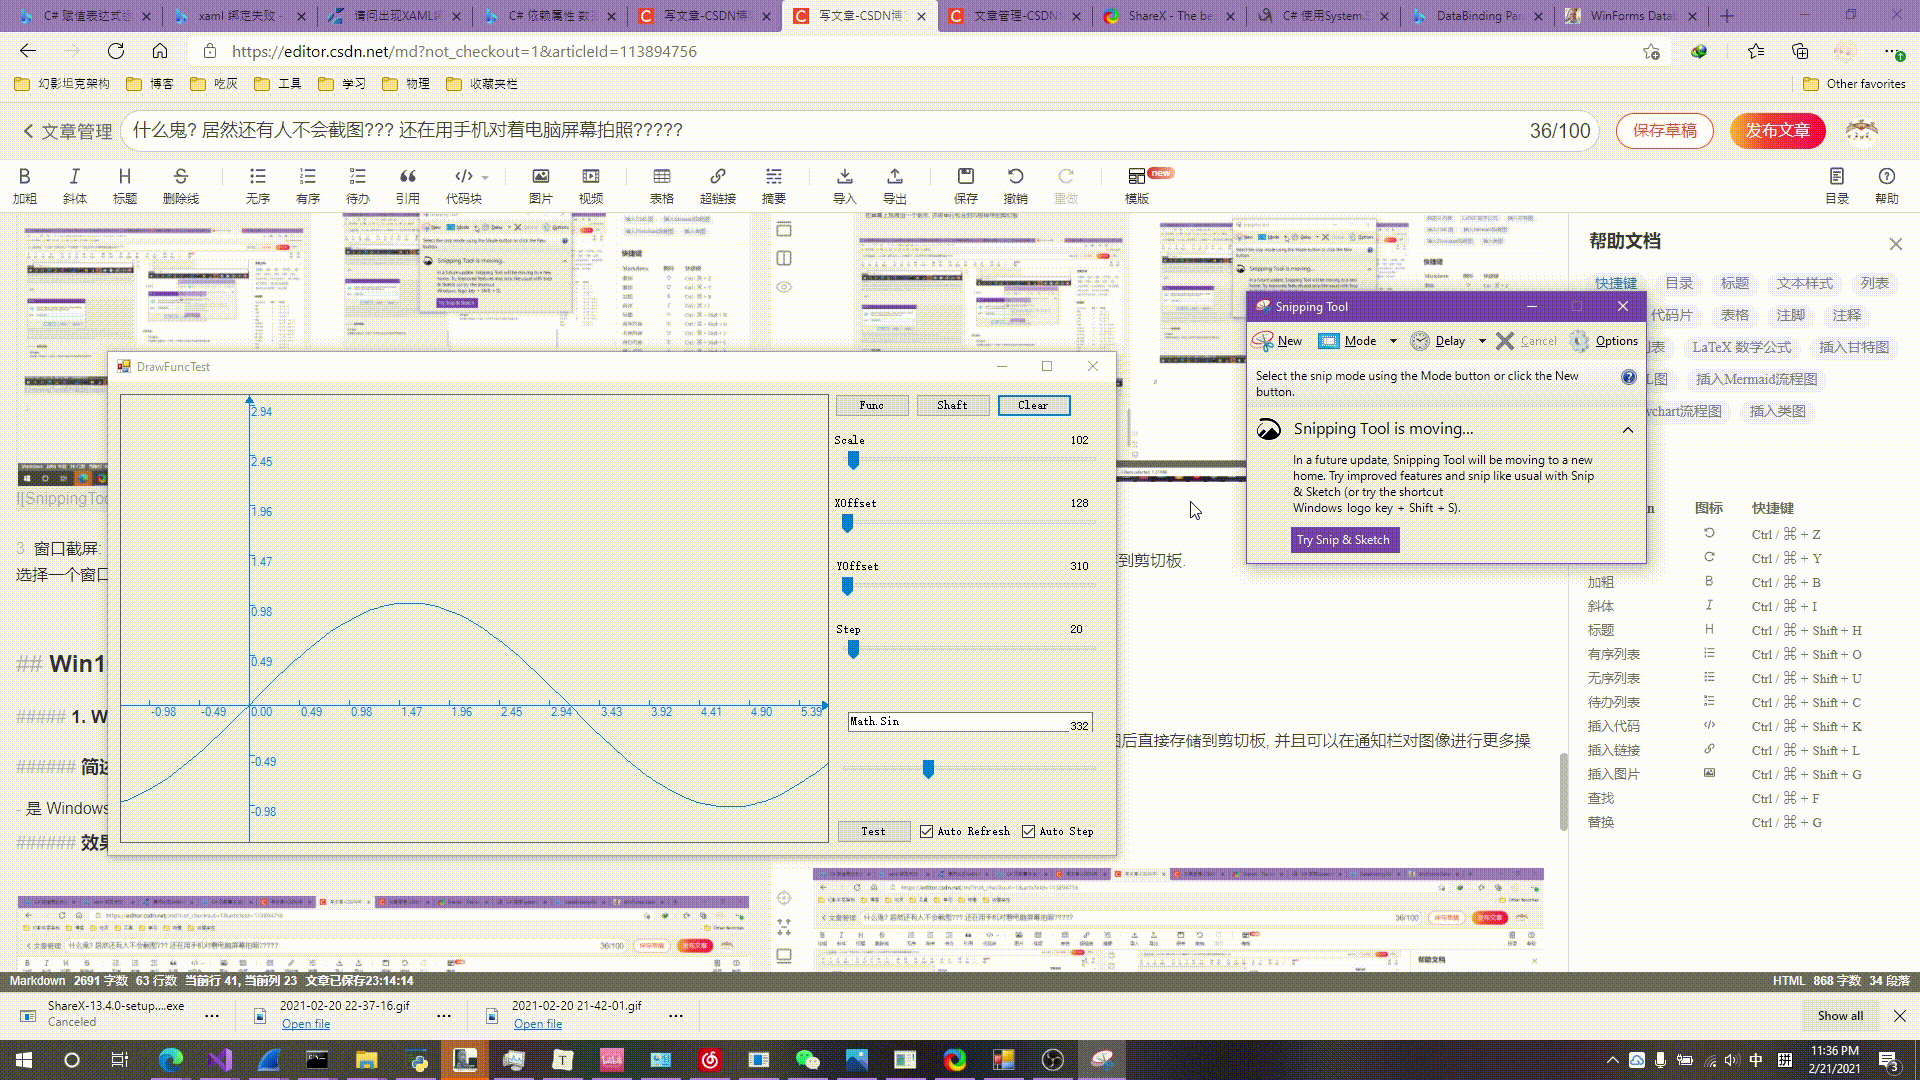 C# 赋值表达式
xaml 绑定失败 -
请问出现XAML
C# 依赖属性 数
写文章-CSDN博
写文章-CSDN博
文章管理-CSDN
ShareX - The be
C# 使用System.
DataBinding Pa
WinForms Data
https://editor.csdn.net/md?not_checkout=1&articleId=113894756
幻影坦克架构 博客 吃灰 工具 学习 物理 收藏夹栏 Other favorites
文章管理 什么鬼? 居然还有人不会截图??? 还在用手机对着电脑屏幕拍照????? 36/100 保存草稿 发布文章
加粗 斜体 标题 删除线 无序 有序 待办 引用 代码块 图片 视频 表格 超链接 摘要 导入 导出 保存 撤销 重做 模版 new 目录 帮助
帮助文档
快捷键 目录 标题 文本样式 列表
代码片 表格 注脚 注释
表 LaTeX 数学公式 插入甘特图
图 插入Mermaid流程图
chart流程图 插入类图
图标 快捷键
Ctrl / ⌘ + Z
Ctrl / ⌘ + Y
加粗 B Ctrl / ⌘ + B
斜体 I Ctrl / ⌘ + I
标题 H Ctrl / ⌘ + Shift + H
有序列表 Ctrl / ⌘ + Shift + O
无序列表 Ctrl / ⌘ + Shift + U
待办列表 Ctrl / ⌘ + Shift + C
插入代码 Ctrl / ⌘ + Shift + K
插入链接 Ctrl / ⌘ + Shift + L
插入图片 Ctrl / ⌘ + Shift + G
查找 Ctrl / ⌘ + F
替换 Ctrl / ⌘ + G
Snipping Tool
New Mode Delay Cancel Options
Select the snip mode using the Mode button or click the New
button.
Snipping Tool is moving...
In a future update, Snipping Tool will be moving to a new
home. Try improved features and snip like usual with Snip
& Sketch (or try the shortcut
Windows logo key + Shift + S).
Try Snip & Sketch
DrawFuncTest
Func Shaft Clear
Scale 102
XOffset 128
YOffset 310
Step 20
Math.Sin 332
Test Auto Refresh Auto Step
2.94
2.45
1.96
1.47
0.98
0.49
-0.98 -0.49 0.00 0.49 0.98 1.47 1.96 2.45 2.94 3.43 3.92 4.41 4.90 5.39
-0.49
-0.98
![SnippingToo
3. 窗口截屏:
选择一个窗口
到剪切板.
## Win1
##### 1. W
后直接存储到剪切板, 并且可以在通知栏对图像进行更多操
###### 简述
- 是 Windows
###### 效果
Markdown 2691 字数 63 行数 当前行 41, 当前列 23 文章已保存23:14:14 HTML 868 字数 34 段落
ShareX-13.4.0-setup....exe
Canceled
2021-02-20 22-37-16.gif
Open file
2021-02-20 21-42-01.gif
Open file
Show all
中 拼
11:36 PM
2/21/2021
3